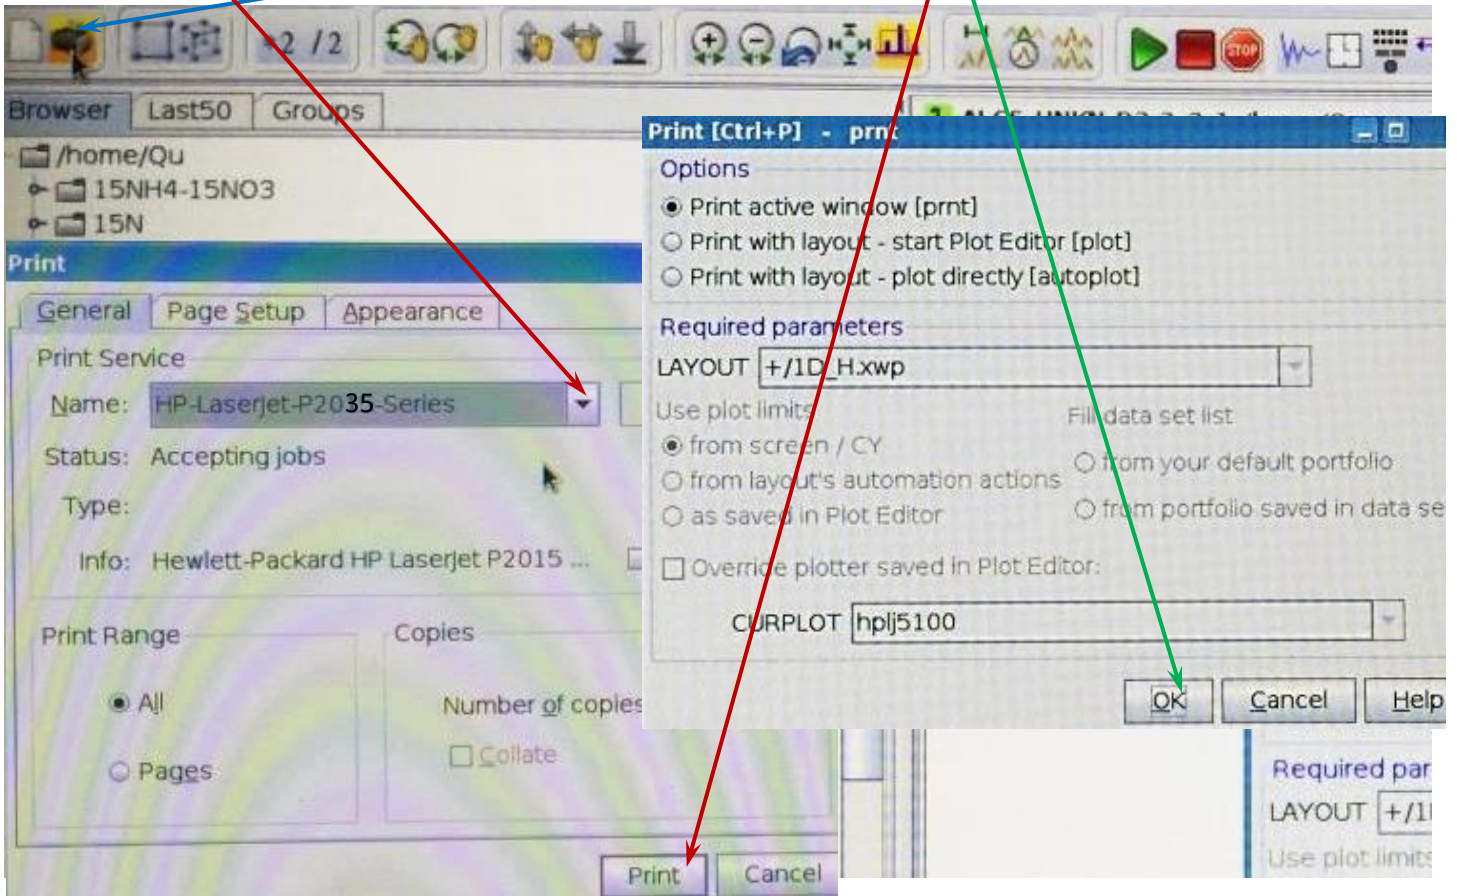 *2 /2
STOP
Browser Last50 Groups
/home/Qu
15NH4-15NO3
15N
Print
General Page Setup Appearance
Print Service
Name: HP-LaserJet-P2035-Series
Status: Accepting jobs
Type:
Info: Hewlett-Packard HP LaserJet P2015 ...
Print Range
All
Pages
Copies
Number of copies
Collate
Print Cancel
Print [Ctrl+P] - prnt
Options
Print active window [prnt]
Print with layout - start Plot Editor [plot]
Print with layout - plot directly [autoplot]
Required parameters
LAYOUT +/1D_H.xwp
Use plot limits
from screen / CY
from layout's automation actions
as saved in Plot Editor
Fill data set list
from your default portfolio
from portfolio saved in data se
Override plotter saved in Plot Editor:
CURPLOT hplj5100
OK Cancel Help
Required par
LAYOUT +/1
Use plot limits